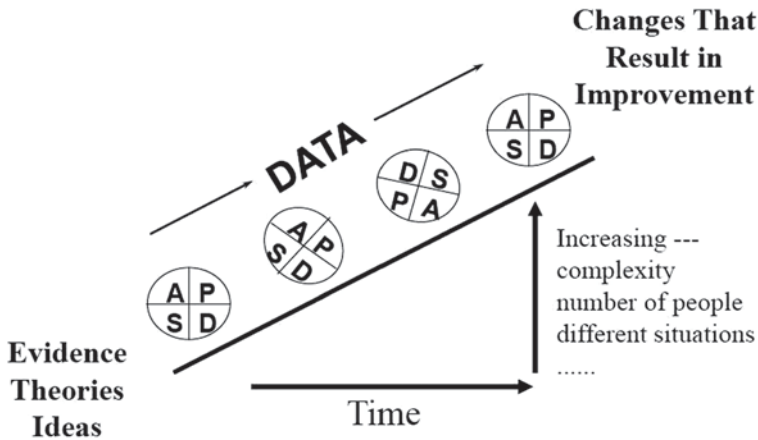 Changes That
Result in
Improvement
DATA
A P
S D
D S
P A
A P
S D
A P
S D
Increasing ---
complexity
number of people
different situations
......
Evidence
Theories
Ideas
Time